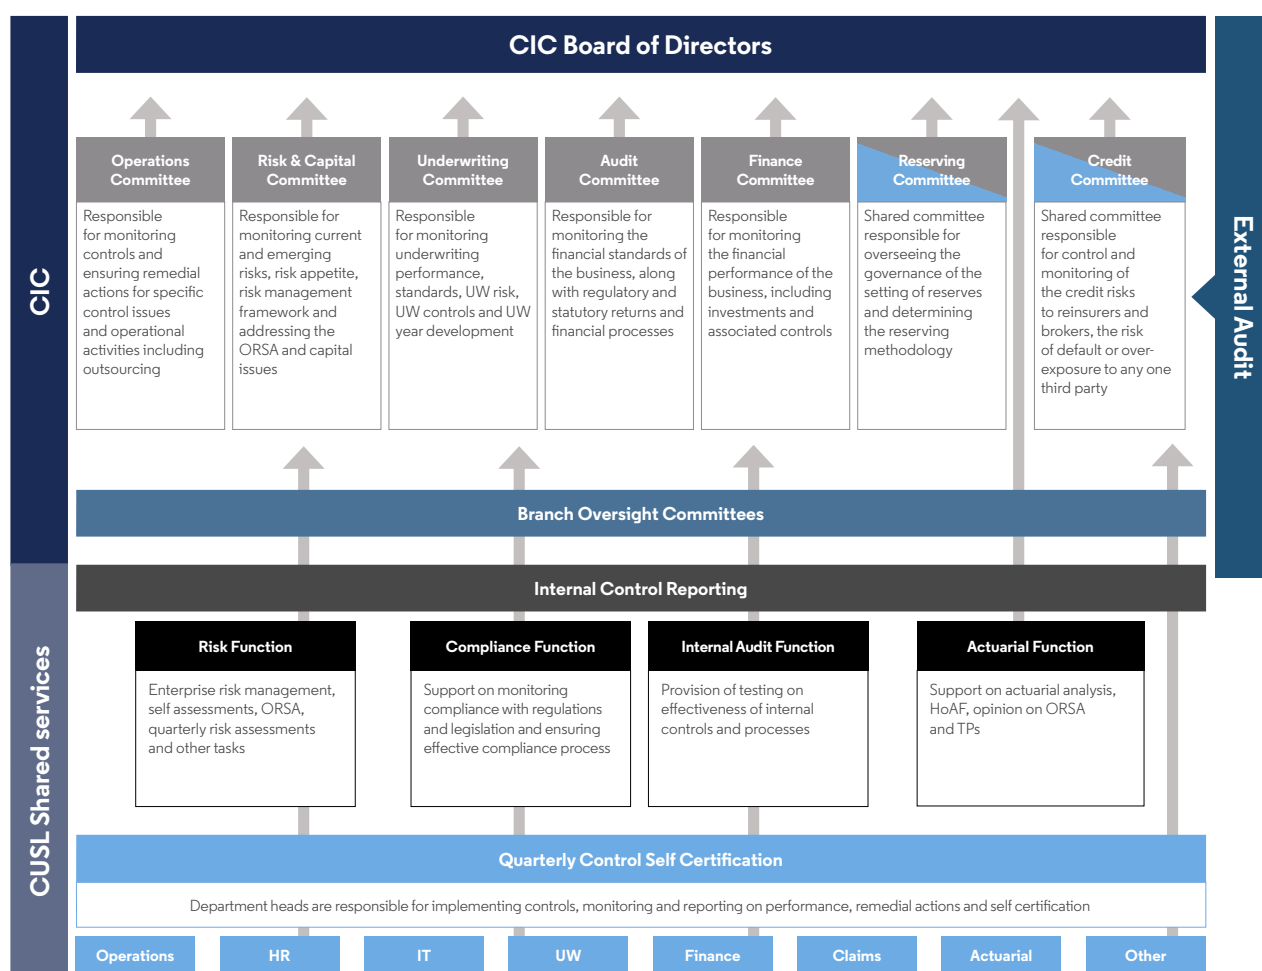 CIC Board of Directors
CIC
External Audit
Operations
Committee
Responsible
for monitoring
controls and
ensuring remedial
actions for specific
control issues
and operational
activities including
outsourcing
Risk & Capital
Committee
Responsible for
monitoring current
and emerging
risks, risk appetite,
risk management
framework and
addressing the
ORSA and capital
issues
Underwriting
Committee
Responsible
for monitoring
underwriting
performance,
standards, UW risk,
UW controls and UW
year development
Audit
Committee
Responsible for
monitoring the
financial standards of
the business, along
with regulatory and
statutory returns and
financial processes
Finance
Committee
Responsible
for monitoring
the financial
performance of the
business, including
investments and
associated controls
Reserving
Committee
Shared committee
responsible for
overseeing the
governance of the
setting of reserves
and determining
the reserving
methodology
Credit
Committee
Shared committee
responsible
for control and
monitoring of
the credit risks
to reinsurers and
brokers, the risk
of default or over-
exposure to any one
third party
Branch Oversight Committees
CUSL Shared services
Internal Control Reporting
Risk Function
Enterprise risk management,
self assessments, ORSA,
quarterly risk assessments
and other tasks
Compliance Function
Support on monitoring
compliance with regulations
and legislation and ensuring
effective compliance process
Internal Audit Function
Provision of testing on
effectiveness of internal
controls and processes
Actuarial Function
Support on actuarial analysis,
HoAF, opinion on ORSA
and TPs
Quarterly Control Self Certification
Department heads are responsible for implementing controls, monitoring and reporting on performance, remedial actions and self certification
Operations
HR
IT
UW
Finance
Claims
Actuarial
Other